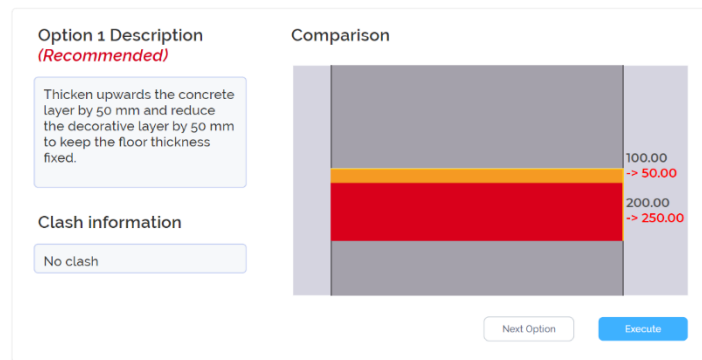 Option 1 Description
(Recommended)
Thicken upwards the concrete
layer by 50 mm and reduce
the decorative layer by 50 mm
to keep the floor thickness
fixed.
Clash information
No clash
Comparison
100.00
-> 50.00
200.00
-> 250.00
Next Option
Execute